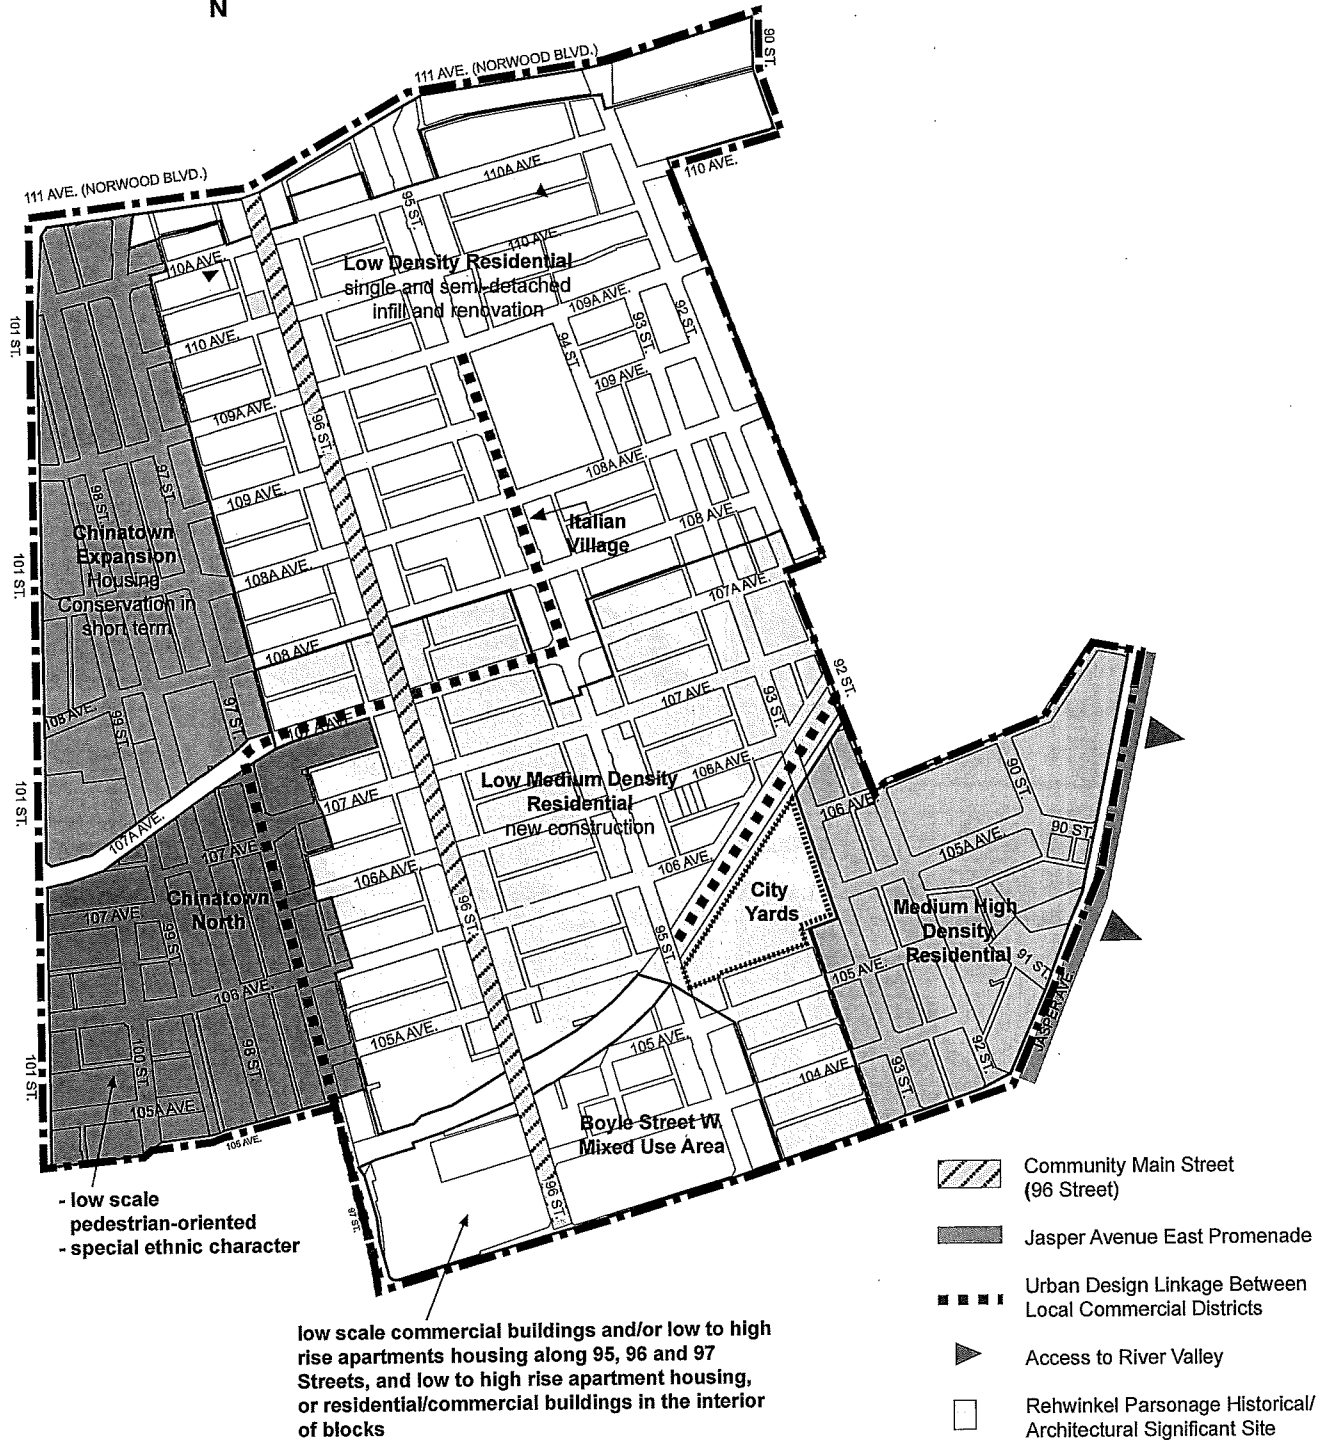 N
111 AVE. (NORWOOD BLVD.)
90 ST.
110 AVE.
111 AVE. (NORWOOD BLVD.)
110A AVE.
95 ST.
110 AVE.
10A AVE.
Low Density Residential
single and semi-detached
infill and renovation
109A AVE.
92 ST.
93 ST.
94 ST.
101 ST.
110 AVE.
109 AVE.
109A AVE.
96 ST.
108A AVE.
97 ST.
98 ST.
109 AVE.
108 AVE.
Italian
Village
Chinatown
Expansion
Housing
Conservation in
short term
101 ST.
108A AVE.
107A AVE.
108 AVE.
92 ST.
107 AVE.
93 ST.
108 AVE.
99 ST.
97 ST.
107A AVE.
Low Medium Density
Residential
new construction
106A AVE.
90 ST.
101 ST.
107 AVE.
106 AVE.
90 ST.
107A AVE.
107 AVE.
105A AVE.
106 AVE.
106A AVE.
City
Yards
Chinatown
North
107 AVE.
99 ST.
96 ST.
95 ST.
Medium High
Density
Residential
91 ST.
105 AVE.
106 AVE.
JASPER AVE.
105A AVE.
105 AVE.
92 ST.
93 ST.
104 AVE.
101 ST.
100 ST.
98 ST.
105A AVE.
Boyle Street W.
Mixed Use Area
105 AVE.
97 ST.
96 ST.
- low scale
pedestrian-oriented
- special ethnic character
Community Main Street
(96 Street)
Jasper Avenue East Promenade
Urban Design Linkage Between
Local Commercial Districts
Access to River Valley
Rehwinkel Parsonage Historical/
Architectural Significant Site
low scale commercial buildings and/or low to high
rise apartments housing along 95, 96 and 97
Streets, and low to high rise apartment housing,
or residential/commercial buildings in the interior
of blocks